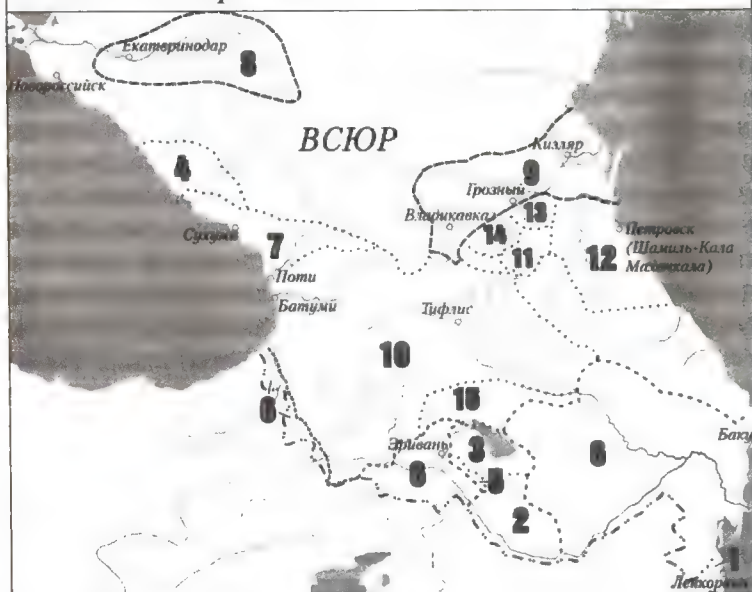 Екатеринодар
8
Новороссийск
ВСЮР
Кизляр
4
9
Грозный
13
Владикавказ
14
Сухуми
Петровск
(Шамиль-Кала
Махачкала)
7
11
12
Поти
Батуми
Тифлис
10
15
6
Баку
Эривань
3
6
6
5
2
1
Ленкорань